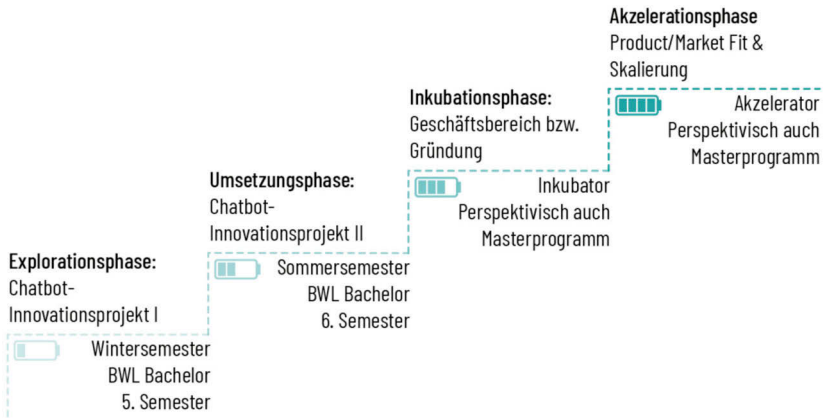 Explorationsphase:
Chatbot-
Innovationsprojekt I
Wintersemester
BWL Bachelor
5. Semester
Umsetzungsphase:
Chatbot-
Innovationsprojekt II
Sommersemester
BWL Bachelor
6. Semester
Inkubationsphase:
Geschäftsbereich bzw.
Gründung
Inkubator
Perspektivisch auch
Masterprogramm
Akzelerationsphase
Product/Market Fit &
Skalierung
Akzelerator
Perspektivisch auch
Masterprogramm